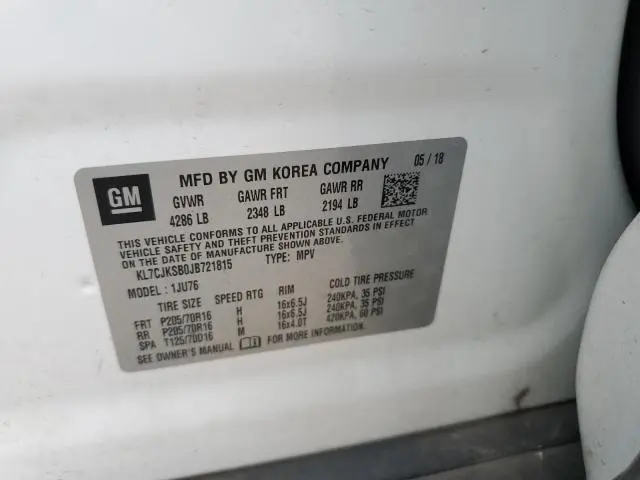 GM
MFD BY GM KOREA COMPANY 05/18
GVWR GAWR FRT GAWR RR
4286 LB 2348 LB 2194 LB
THIS VEHICLE CONFORMS TO ALL APPLICABLE U.S. FEDERAL MOTOR
VEHICLE SAFETY AND THEFT PREVENTION STANDARDS IN EFFECT
ON THE DATE OF MANUFACTURE SHOWN ABOVE.
KL7CJKSB0JB721815 TYPE: MPV
MODEL: 1JU76
TIRE SIZE SPEED RTG RIM COLD TIRE PRESSURE
FRT P205/70R16 H 16x6.5J 240KPA, 35 PSI
RR P205/70R16 H 16x6.5J 240KPA, 35 PSI
SPA T125/70D16 M 16x4.0T 420KPA, 60 PSI
SEE OWNER'S MANUAL FOR MORE INFORMATION